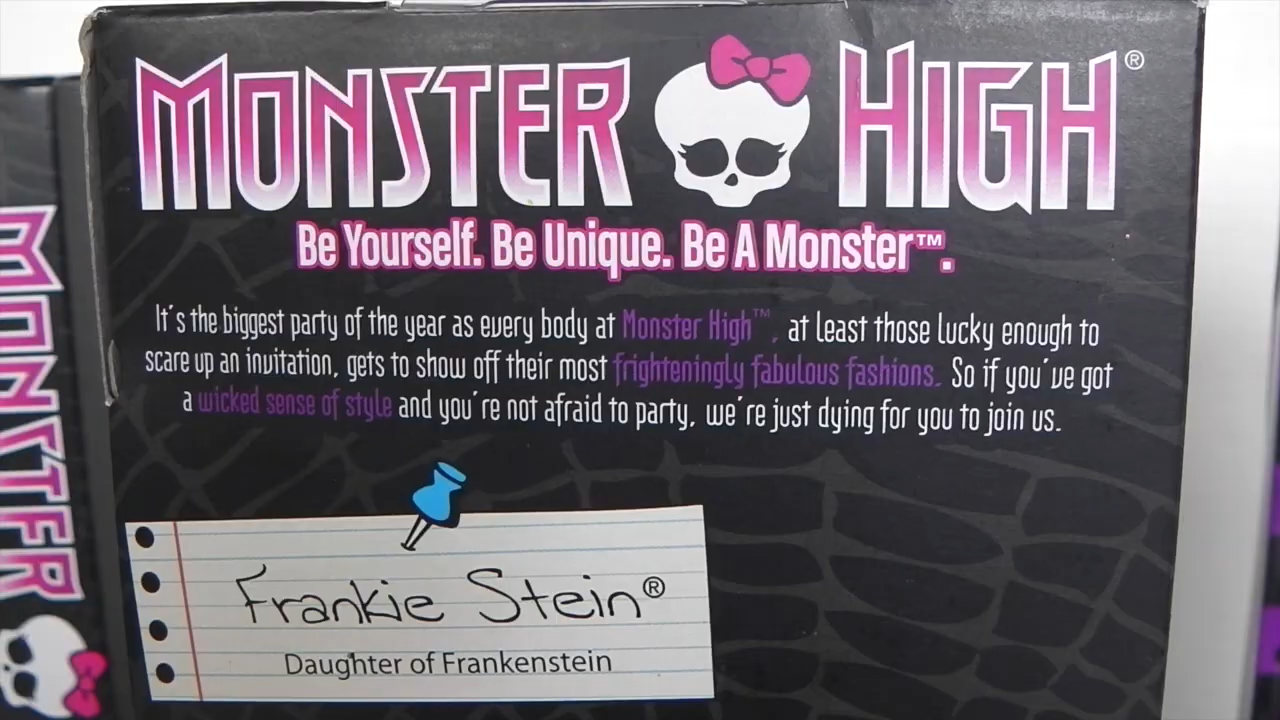 MONSTER HIGH®
Be Yourself. Be Unique. Be A Monster™.
It's the biggest party of the year as every body at Monster High™, at least those lucky enough to
scare up an invitation, gets to show off their most frighteningly fabulous fashions. So if you've got
a wicked sense of style and you're not afraid to party, we're just dying for you to join us.
Frankie Stein®
Daughter of Frankenstein
MONSTER